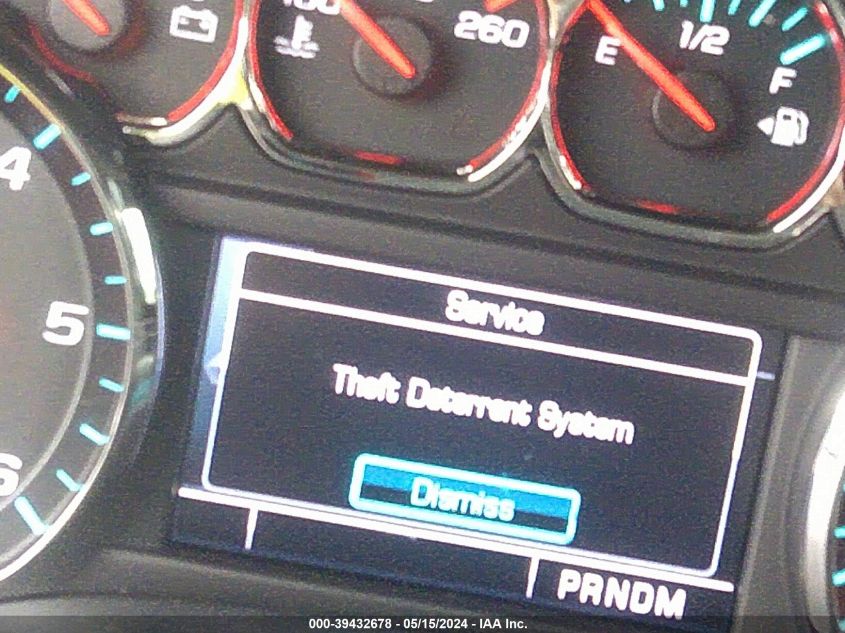 260
E
1/2
F
4
5
6
Service
Theft Deterrent System
Dismiss
PRNDM
000-39432678 - 05/15/2024 - IAA Inc.